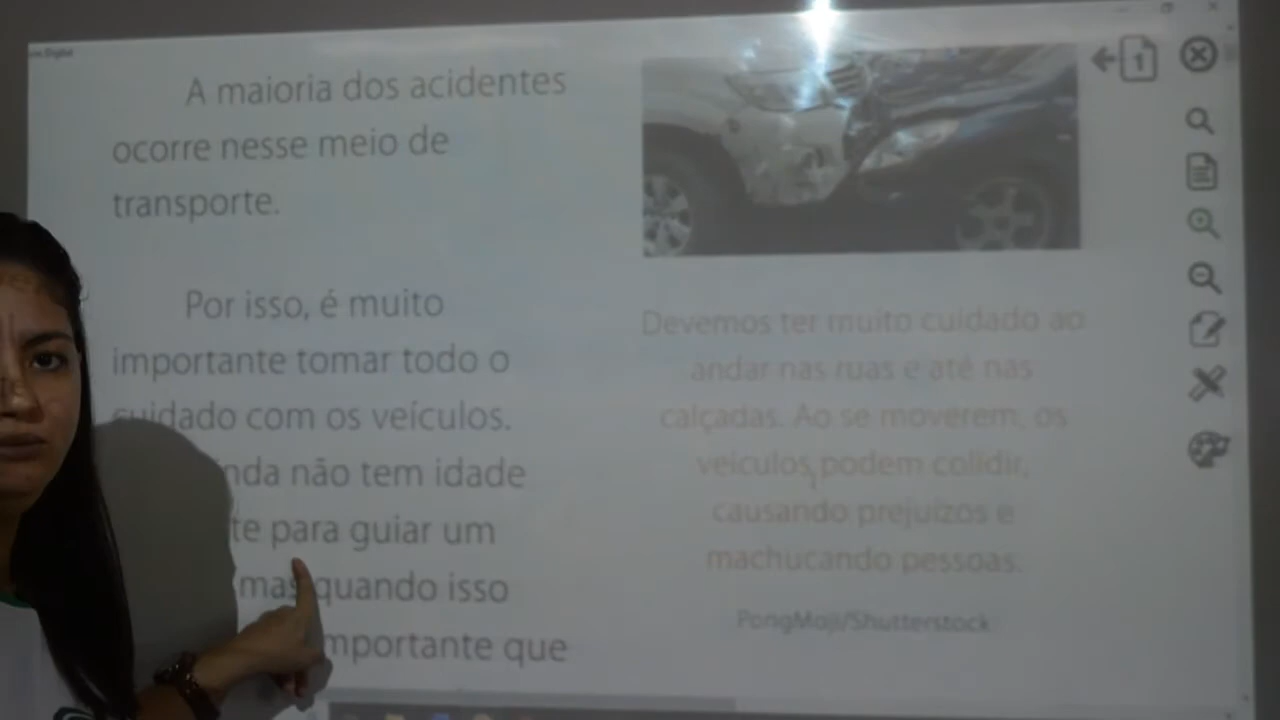 A maioria dos acidentes
ocorre nesse meio de
transporte.
Por isso, é muito
importante tomar todo o
cuidado com os veículos.
não tem idade
para guiar um
mas quando isso
importante que
1
Devemos ter muito cuidado ao
andar nas ruas e até nas
calçadas. Ao se moverem, os
veículos podem colidir,
causando prejuízos e
machucando pessoas.
PongMoji/Shutterstock